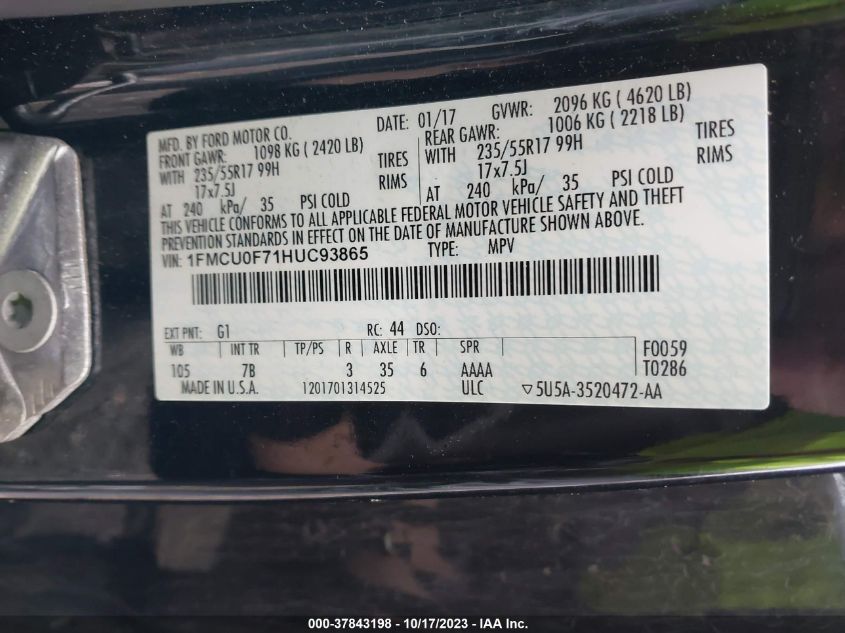 MFD. BY FORD MOTOR CO.
DATE: 01/17 GVWR: 2096 KG ( 4620 LB)
FRONT GAWR: 1098 KG ( 2420 LB)
REAR GAWR: 1006 KG ( 2218 LB)
WITH 235/55R17 99H TIRES
WITH 235/55R17 99H TIRES
17x7.5J RIMS
17x7.5J RIMS
AT 240 kPa/ 35 PSI COLD
AT 240 kPa/ 35 PSI COLD
THIS VEHICLE CONFORMS TO ALL APPLICABLE FEDERAL MOTOR VEHICLE SAFETY AND THEFT
PREVENTION STANDARDS IN EFFECT ON THE DATE OF MANUFACTURE SHOWN ABOVE.
VIN: 1FMCU0F71HUC93865 TYPE: MPV
EXT PNT: G1 RC: 44 DSO:
WB INT TR TP/PS R AXLE TR SPR F0059
105 7B 3 35 6 AAAA T0286
MADE IN U.S.A. 1201701314525 ULC ▽5U5A-3520472-AA
000-37843198 - 10/17/2023 - IAA Inc.